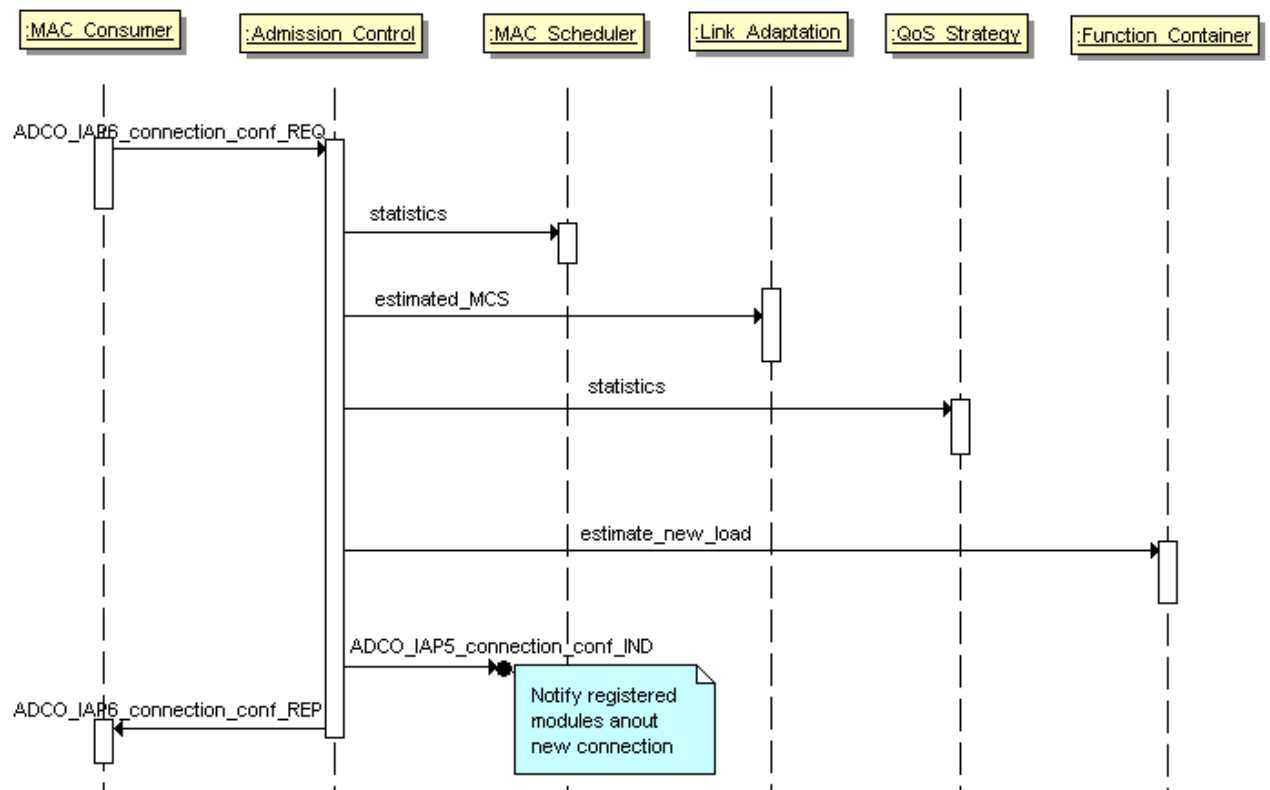 :MAC_Consumer
:Admission_Control
:MAC_Scheduler
:Link_Adaptation
:QoS_Strategy
:Function_Container
ADCO_IAP6_connection_conf_REQ
statistics
estimated_MCS
statistics
estimate_new_load
ADCO_IAP5_connection_conf_IND
Notify registered
modules anout
new connection
ADCO_IAP6_connection_conf_REP